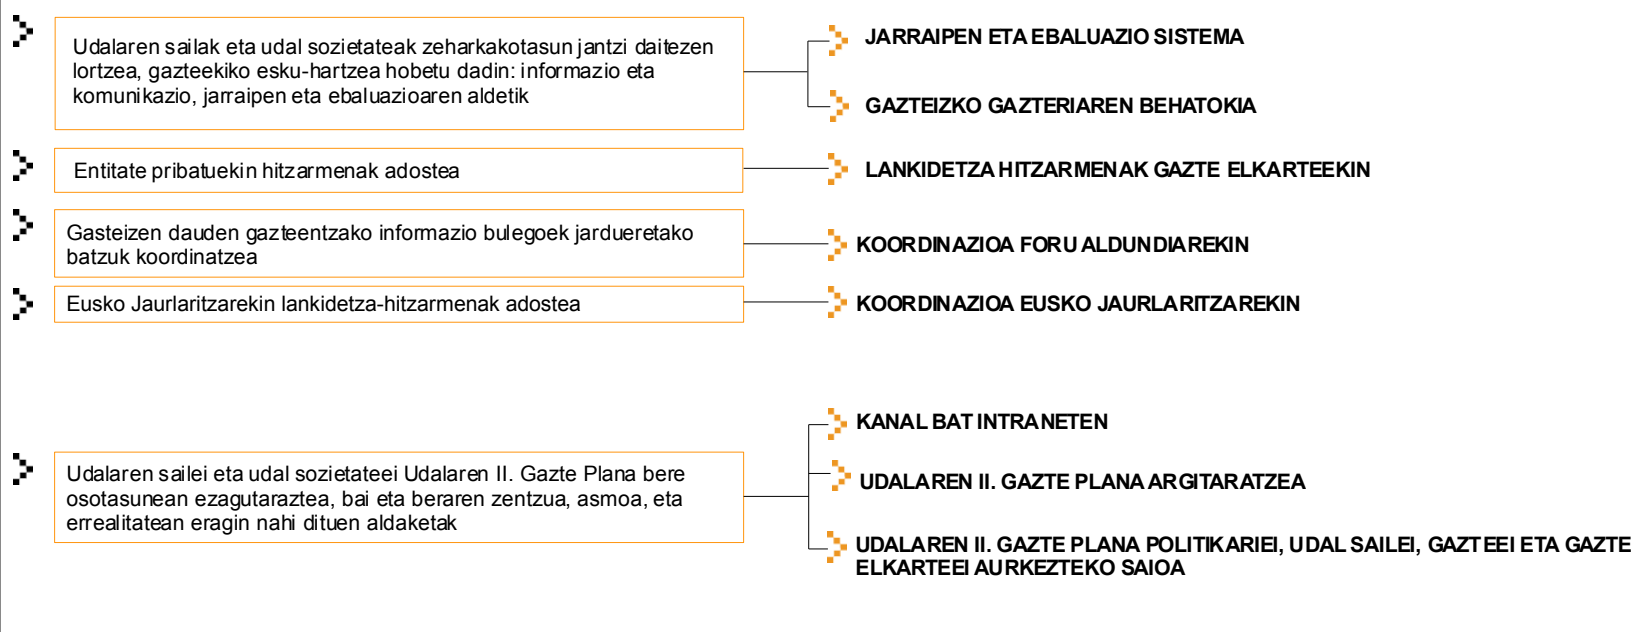 Udalaren sailak eta udal sozietateak zeharkakotasun jantzi daitezen
lortzea, gazteekiko esku-hartzea hobetu dadin: informazio eta
komunikazio, jarraipen eta ebaluazioaren aldetik
JARRAIPEN ETA EBALUAZIO SISTEMA
GAZTEIZKO GAZTERIAREN BEHATOKIA
Entitate pribatuekin hitzarmenak adostea
LANKIDETZA HITZARMENAK GAZTE ELKARTEEKIN
Gasteizen dauden gazteentzako informazio bulegoek jardueretako
batzuk koordinatzea
KOORDINAZIOA FORU ALDUNDIAREKIN
Eusko Jaurlaritzarekin lankidetza-hitzarmenak adostea
KOORDINAZIOA EUSKO JAURLARITZAREKIN
Udalaren sailei eta udal sozietateei Udalaren II. Gazte Plana bere
osotasunean ezagutaraztea, bai eta beraren zentzua, asmoa, eta
errealitatean eragin nahi dituen aldaketak
KANAL BAT INTRANETEN
UDALAREN II. GAZTE PLANA ARGITARATZEA
UDALAREN II. GAZTE PLANA POLITIKARIEI, UDAL SAILEI, GAZTEEI ETA GAZTE
ELKARTEEI AURKEZTEKO SAIOA